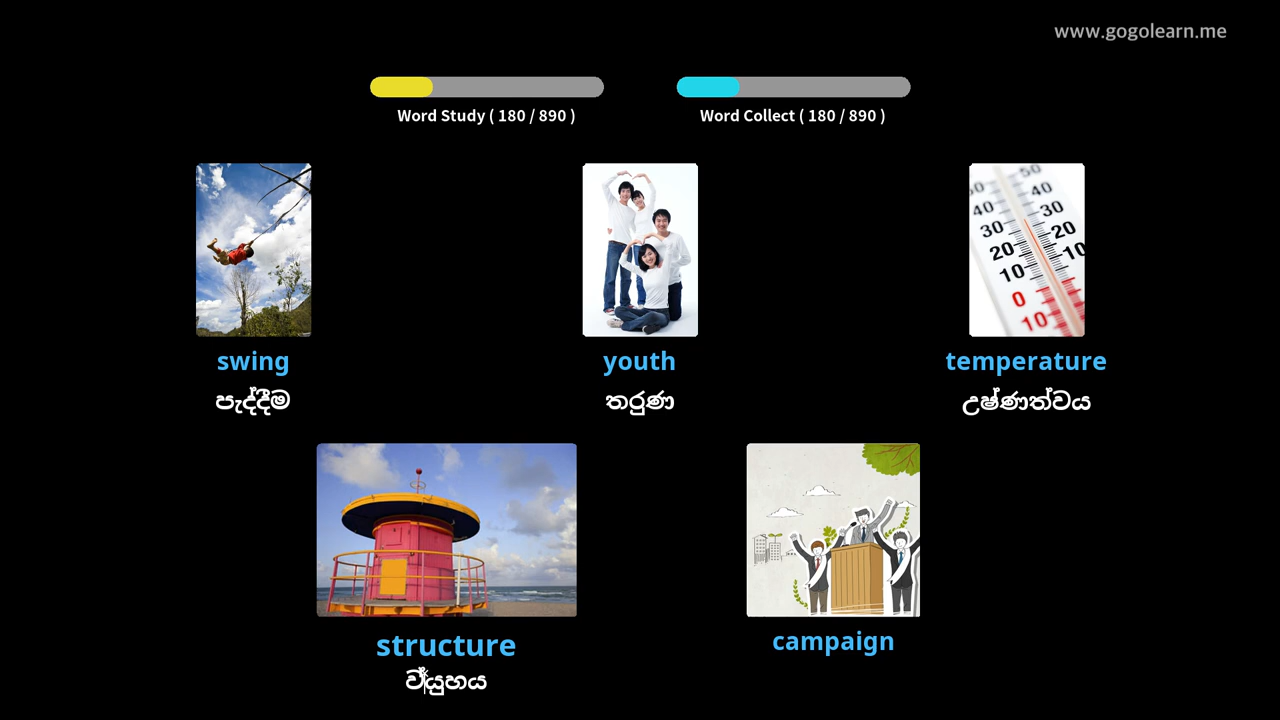 www.gogolearn.me
Word Study ( 180 / 890 )
Word Collect ( 180 / 890 )
swing
youth
temperature
පැද්දීම
තරුණ
උෂ්ණත්වය
structure
campaign
ව්‍යුහය